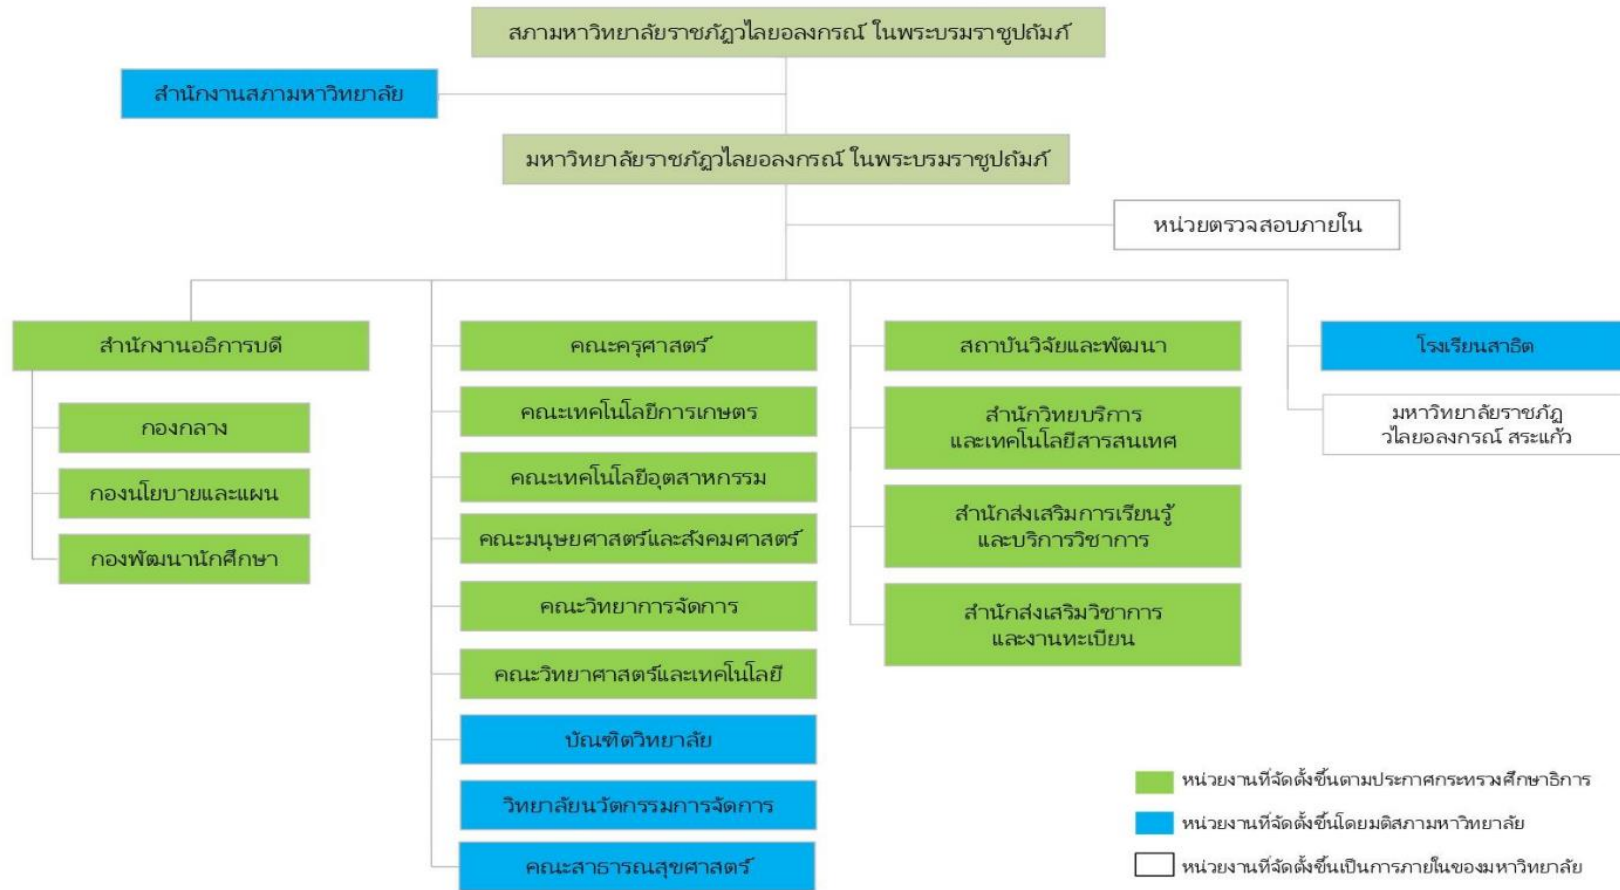 สภามหาวิทยาลัยราชภัฏวไลยอลงกรณ์ ในพระบรมราชูปถัมภ์
สำนักงานสภามหาวิทยาลัย
มหาวิทยาลัยราชภัฏวไลยอลงกรณ์ ในพระบรมราชูปถัมภ์
หน่วยตรวจสอบภายใน
สำนักงานอธิการบดี
กองกลาง
กองนโยบายและแผน
กองพัฒนานักศึกษา
คณะครุศาสตร์
คณะเทคโนโลยีการเกษตร
คณะเทคโนโลยีอุตสาหกรรม
คณะมนุษยศาสตร์และสังคมศาสตร์
คณะวิทยาการจัดการ
คณะวิทยาศาสตร์และเทคโนโลยี
บัณฑิตวิทยาลัย
วิทยาลัยนวัตกรรมการจัดการ
คณะสาธารณสุขศาสตร์
สถาบันวิจัยและพัฒนา
สำนักวิทยบริการ
และเทคโนโลยีสารสนเทศ
สำนักส่งเสริมการเรียนรู้
และบริการวิชาการ
สำนักส่งเสริมวิชาการ
และงานทะเบียน
โรงเรียนสาธิต
มหาวิทยาลัยราชภัฏ
วไลยอลงกรณ์ สระแก้ว
หน่วยงานที่จัดตั้งขึ้นตามประกาศกระทรวงศึกษาธิการ
หน่วยงานที่จัดตั้งขึ้นโดยมติสภามหาวิทยาลัย
หน่วยงานที่จัดตั้งขึ้นเป็นการภายในของมหาวิทยาลัย